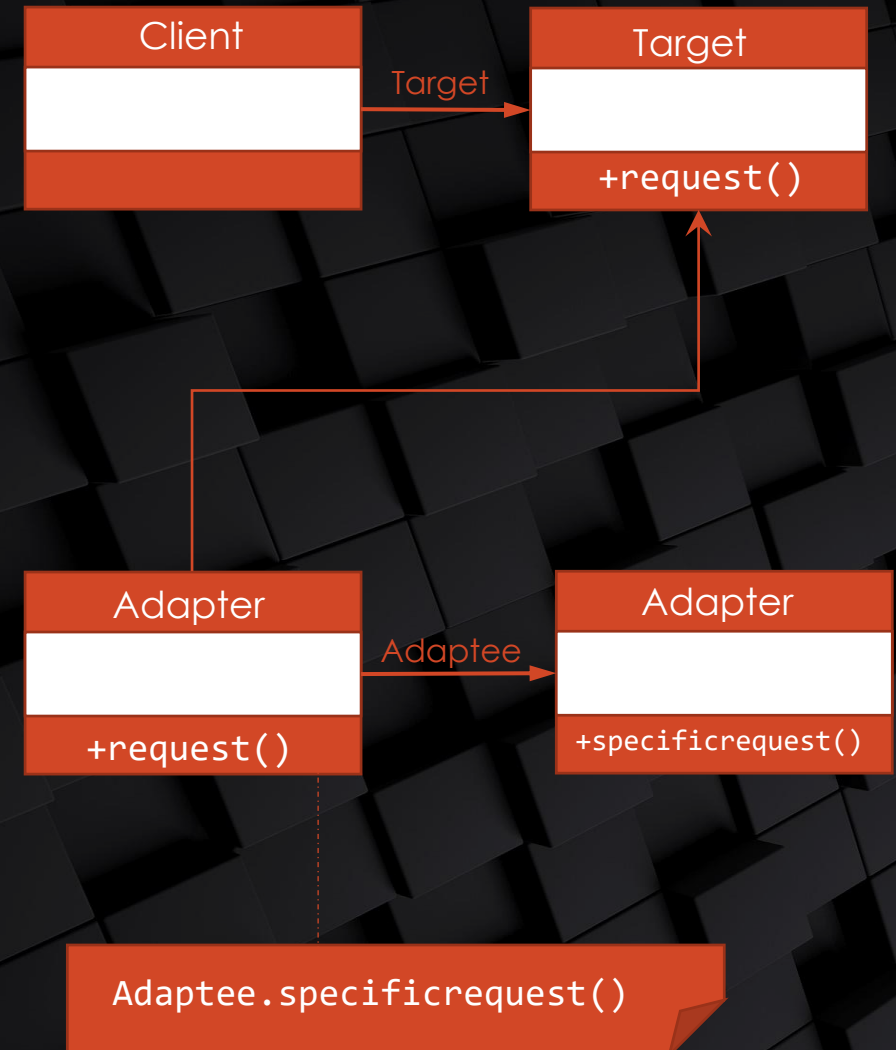 Client
Target
Target
+request()
Adapter
Adaptee
Adapter
+request()
+specificrequest()
Adaptee.specificrequest()